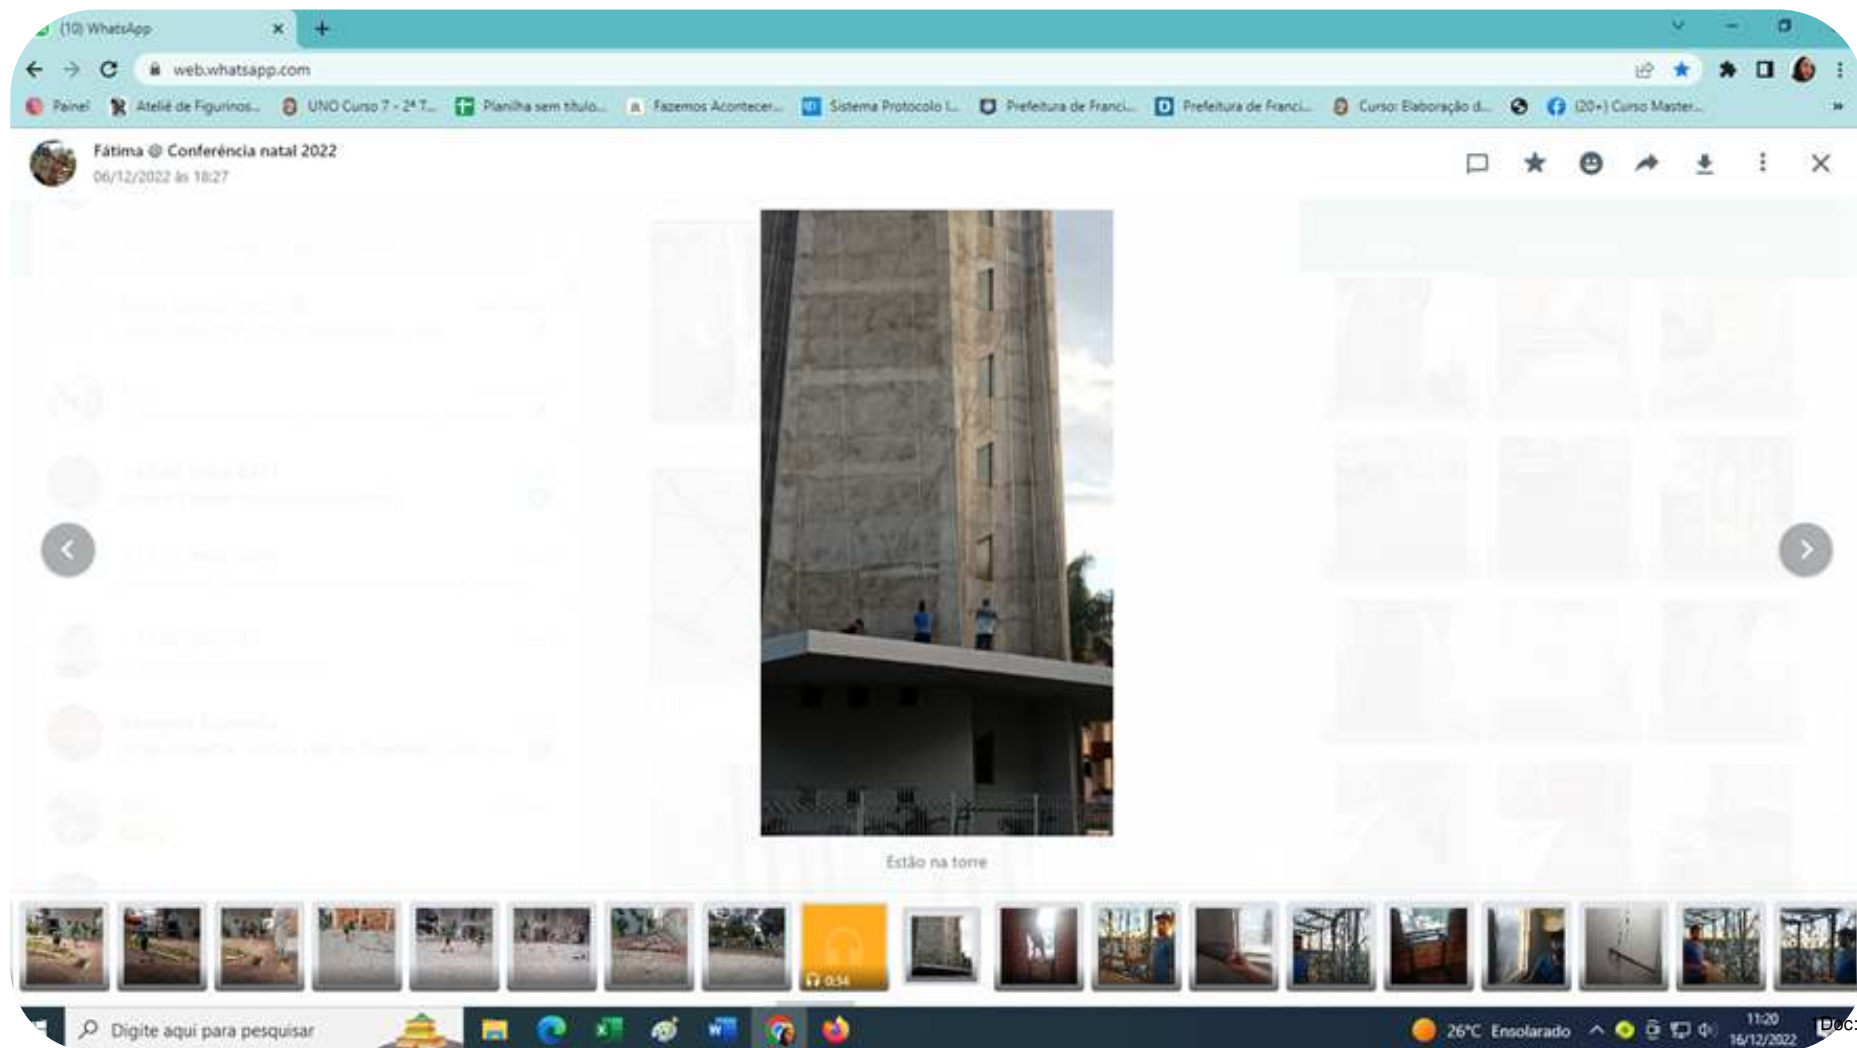 (10) WhatsApp
web.whatsapp.com
Painel Ateliê de Figurinos... UNO Curso 7 - 2ª T... Planilha sem título... Fazemos Acontecer... Sistema Protocolo I... Prefeitura de Franci... Prefeitura de Franci... Curso: Elaboração d... (20+) Curso Master...
Fátima @ Conferência natal 2022
06/12/2022 às 18:27
Estão na torre
0:34
Digite aqui para pesquisar
26°C Ensolarado
11:20
16/12/2022
1Doc: